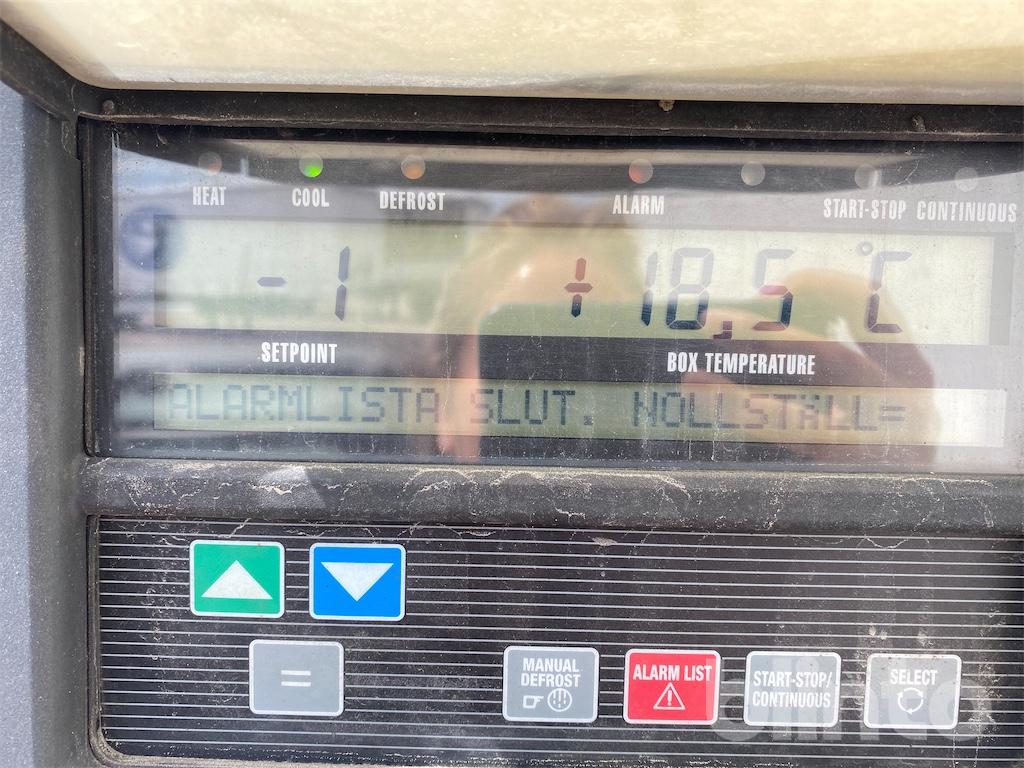 HEAT COOL DEFROST ALARM START-STOP CONTINUOUS
-1 +18,5 °C
SETPOINT BOX TEMPERATURE
ALARMLISTA SLUT. NOLLSTÄLL=
=
MANUAL
DEFROST
ALARM LIST
START-STOP/
CONTINUOUS
SELECT